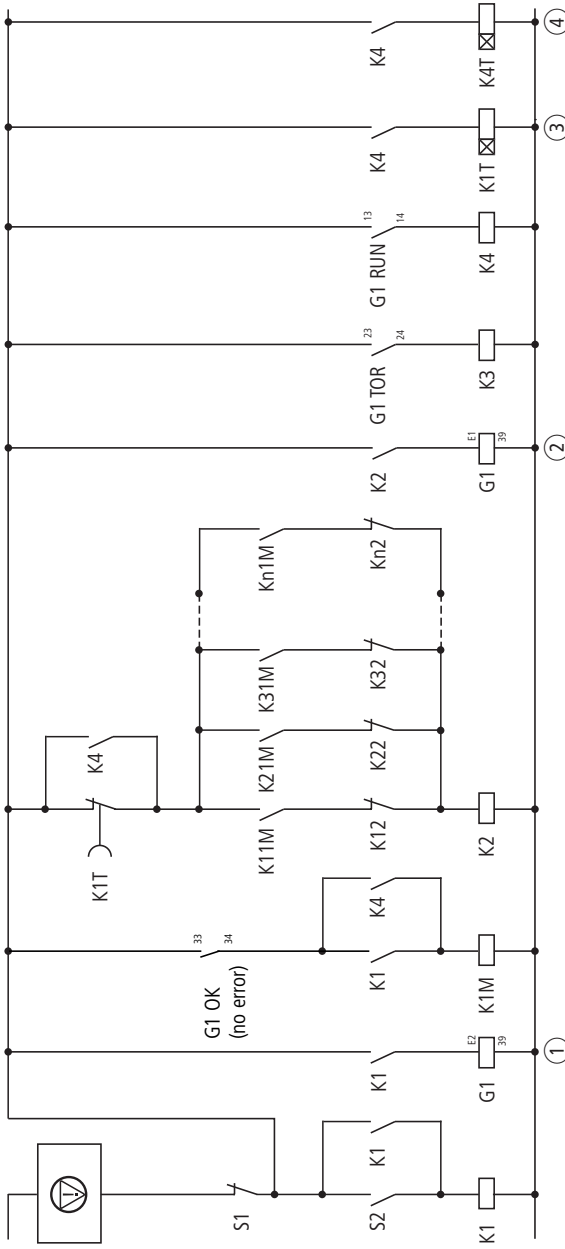 S1
S2
K1
K1
K1
E2
39
G1
1
G1 OK
(no error)
33
34
K1
K4
K1M
K1T
K4
K11M
K12
K2
K21M
K22
K31M
K32
Kn1M
Kn2
K2
E1
39
G1
2
G1 TOR
23
24
K3
G1 RUN
13
14
K4
K4
K1T
3
K4
K4T
4